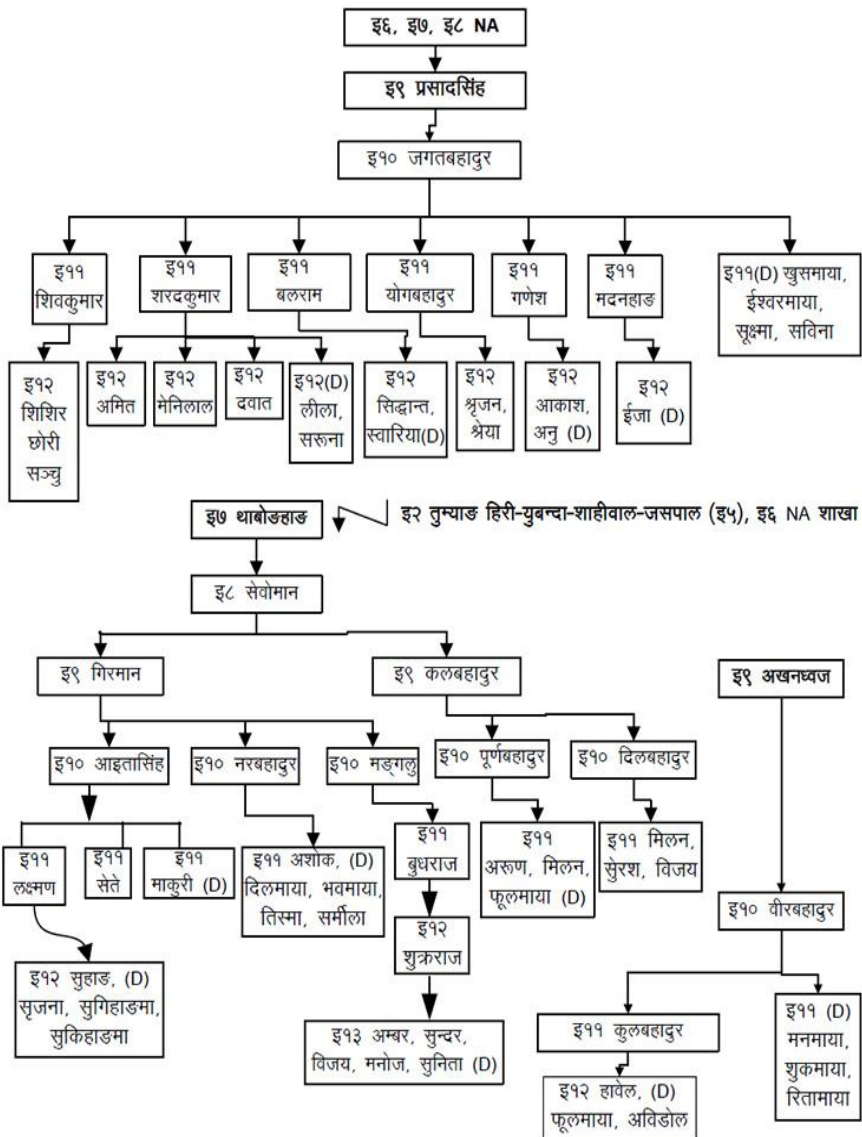 इ६, इ७, इ८ NA
इ९ प्रसादसिंह
इ१० जगतबहादुर
इ११
शिवकुमार
इ११
शरदकुमार
इ११
बलराम
इ११
योगबहादुर
इ११
गणेश
इ११
मदनहाङ
इ११(D) खुसमाया,
ईश्वरमाया,
सूक्ष्मा, सविना
इ१२
शिशिर
छोरी
सञ्चु
इ१२
अमित
इ१२
मेनिलाल
इ१२
दवात
इ१२(D)
लीला,
सरूना
इ१२
सिद्धान्त,
स्वारिया(D)
इ१२
श्रृजन,
श्रेया
इ१२
आकाश,
अनु (D)
इ१२
ईजा (D)
इ७ थाबोङहाङ
इ२ तुम्याङ हिरी-युबन्दा-शाहीवाल-जसपाल (इ५), इ६ NA शाखा
इ८ सेवोमान
इ९ गिरमान
इ९ कलबहादुर
इ९ अखनध्वज
इ१० आइतासिंह
इ१० नरबहादुर
इ१० मङ्गलु
इ१० पूर्णबहादुर
इ१० दिलबहादुर
इ११
लक्ष्मण
इ११
सेते
इ११
माकुरी (D)
इ११ अशोक, (D)
दिलमाया, भवमाया,
तिस्मा, सर्मीला
इ११
बुधराज
इ११
अरूण, मिलन,
फूलमाया (D)
इ११ मिलन,
सुेरश, विजय
इ१० वीरबहादुर
इ१२
शुक्रराज
इ१२ सुहाङ, (D)
सृजना, सुगिहाङमा,
सुकिहाङमा
इ१३ अम्बर, सुन्दर,
विजय, मनोज, सुनिता (D)
इ११ कुलबहादुर
इ११ (D)
मनमाया,
शुकमाया,
रितामाया
इ१२ हावेल, (D)
फूलमाया, अविडोल